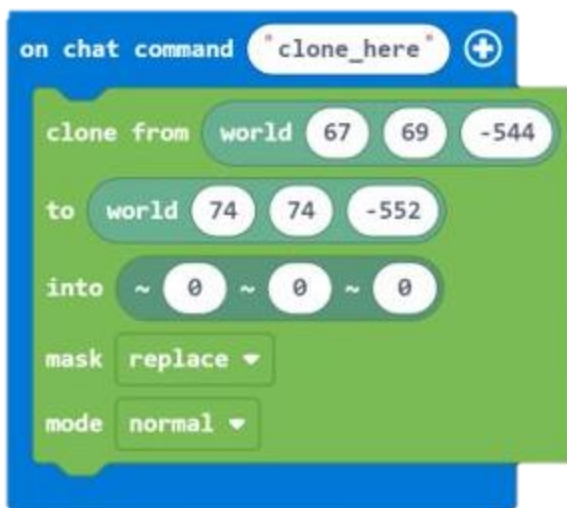 on chat command "clone_here"
clone from world 67 69 -544
to world 74 74 -552
into ~ 0 ~ 0 ~ 0
mask replace
mode normal